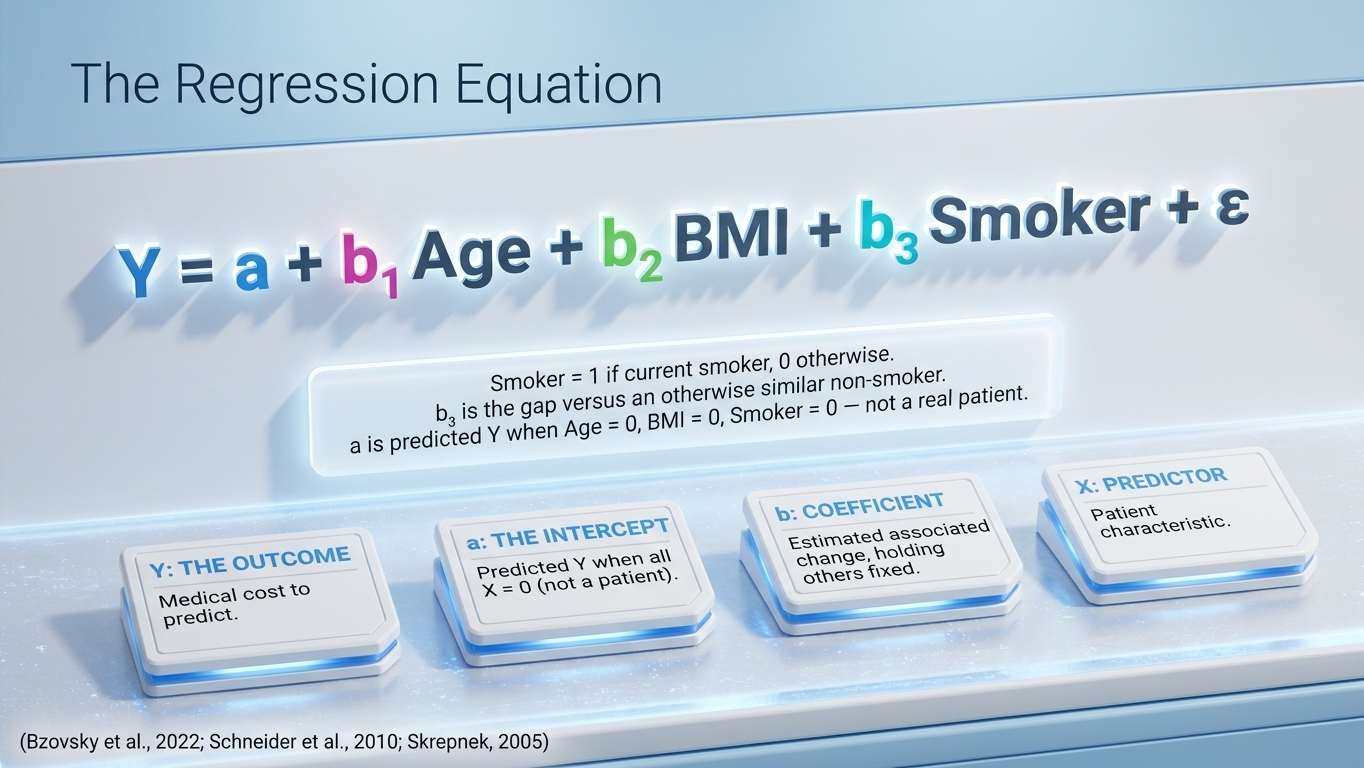 The Regression Equation
Y = a + b₁ Age + b₂ BMI + b₃ Smoker + ε
Smoker = 1 if current smoker, 0 otherwise.
b₃ is the gap versus an otherwise similar non-smoker.
a is predicted Y when Age = 0, BMI = 0, Smoker = 0 — not a real patient.
Y: THE OUTCOME
Medical cost to
predict.
a: THE INTERCEPT
Predicted Y when all
X = 0 (not a patient).
b: COEFFICIENT
Estimated associated
change, holding
others fixed.
X: PREDICTOR
Patient
characteristic.
(Bzovsky et al., 2022; Schneider et al., 2010; Skrepnek, 2005)